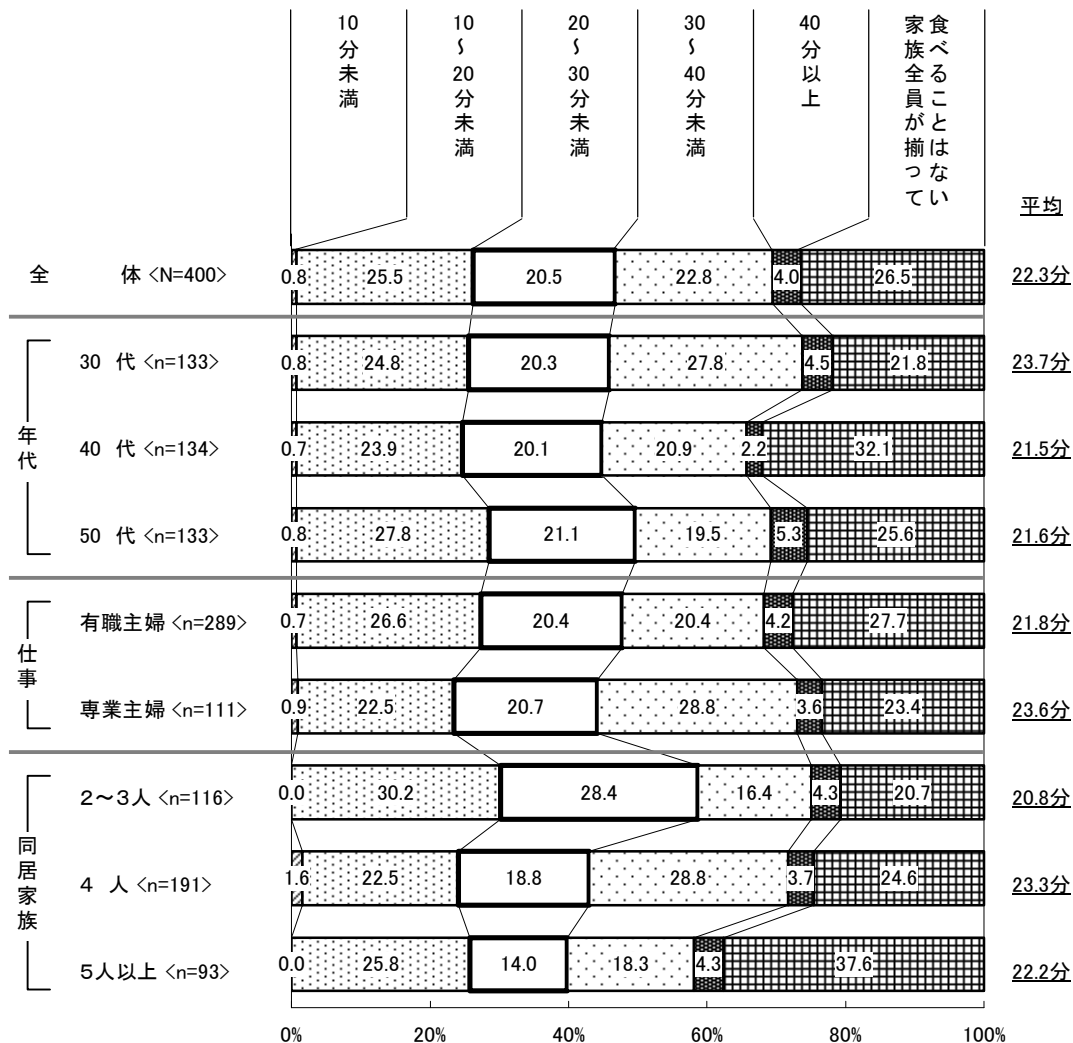 10分未満
10～20分未満
20～30分未満
30～40分未満
40分以上
家族全員が揃って
食べることはない
平均
全 体 <N=400> 0.8 25.5 20.5 22.8 4.0 26.5 22.3分
年代
30 代 <n=133> 0.8 24.8 20.3 27.8 4.5 21.8 23.7分
40 代 <n=134> 0.7 23.9 20.1 20.9 2.2 32.1 21.5分
50 代 <n=133> 0.8 27.8 21.1 19.5 5.3 25.6 21.6分
仕事
有職主婦 <n=289> 0.7 26.6 20.4 20.4 4.2 27.7 21.8分
専業主婦 <n=111> 0.9 22.5 20.7 28.8 3.6 23.4 23.6分
同居家族
２～３人 <n=116> 0.0 30.2 28.4 16.4 4.3 20.7 20.8分
４ 人 <n=191> 1.6 22.5 18.8 28.8 3.7 24.6 23.3分
５人以上 <n=93> 0.0 25.8 14.0 18.3 4.3 37.6 22.2分
0% 20% 40% 60% 80% 100%